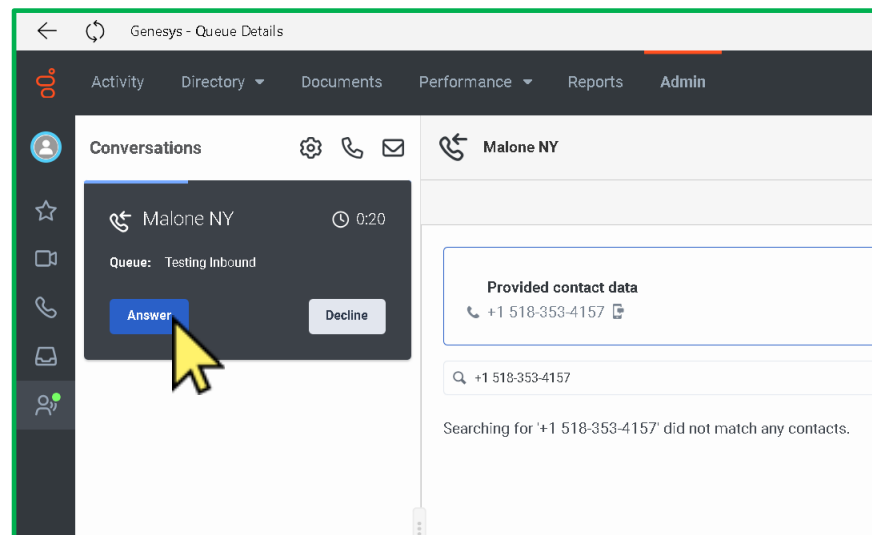 Genesys - Queue Details
Activity Directory Documents Performance Reports Admin
Conversations
Malone NY
Malone NY 0:20
Queue: Testing Inbound
Answer Decline
Provided contact data
+1 518-353-4157
+1 518-353-4157
Searching for '+1 518-353-4157' did not match any contacts.